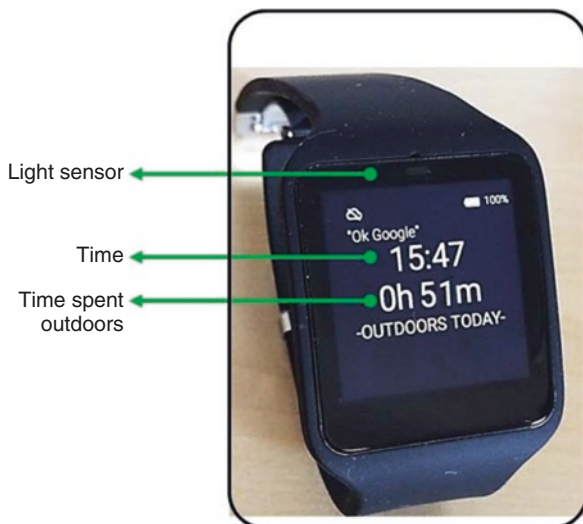 Light sensor
100%
"Ok Google"
Time
15:47
Time spent
outdoors
0h 51m
-OUTDOORS TODAY-